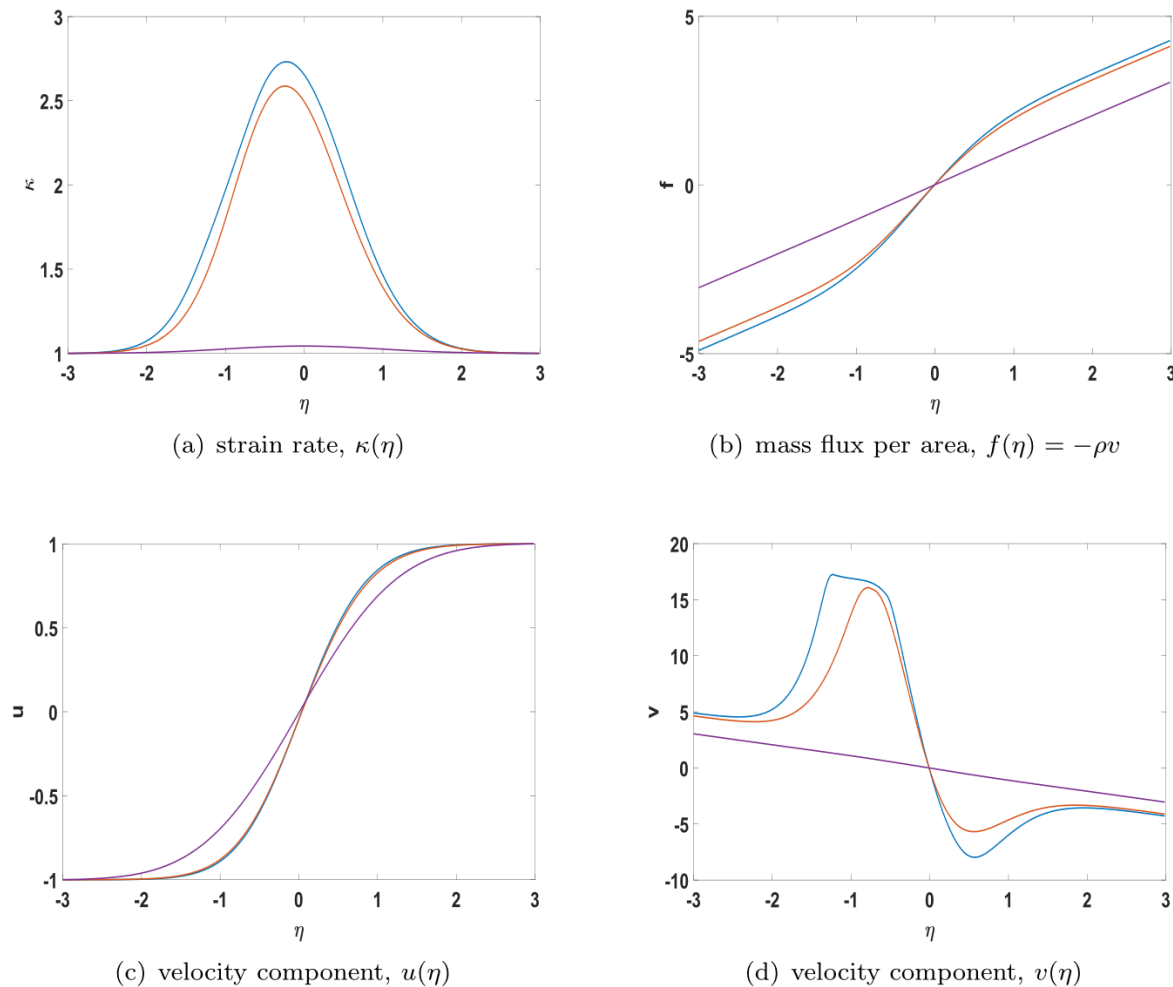 3
2.5
2
1.5
1
κ
-3 -2 -1 0 1 2 3
η
(a) strain rate, κ(η)
5
0
-5
f
-3 -2 -1 0 1 2 3
η
(b) mass flux per area, f(η) = −ρv
1
0.5
0
-0.5
-1
u
-3 -2 -1 0 1 2 3
η
(c) velocity component, u(η)
20
15
10
5
0
-5
-10
v
-3 -2 -1 0 1 2 3
η
(d) velocity component, v(η)